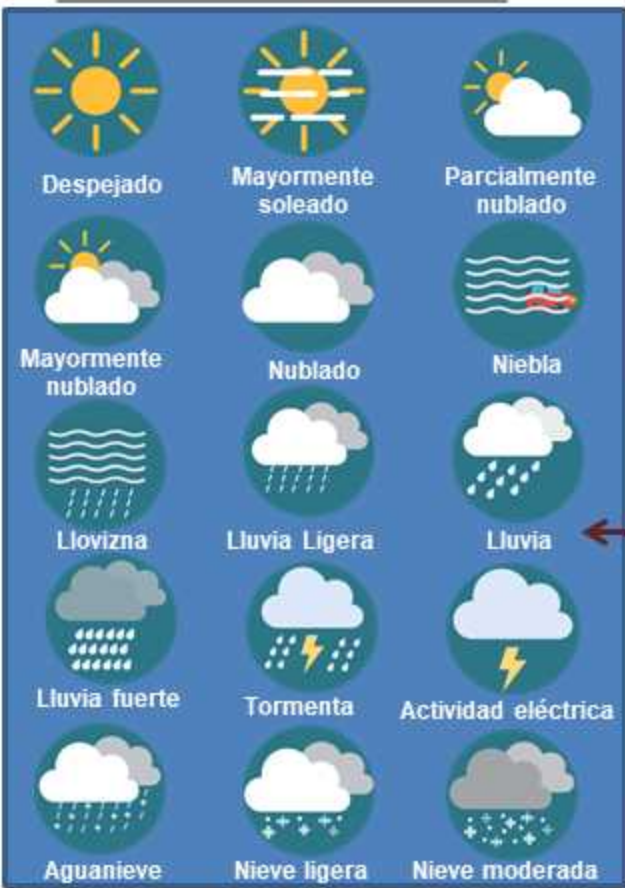 Despejado
Mayormente
soleado
Parcialmente
nublado
Mayormente
nublado
Nublado
Niebla
Llovizna
Lluvia Ligera
Lluvia
Lluvia fuerte
Tormenta
Actividad eléctrica
Aguanieve
Nieve ligera
Nieve moderada